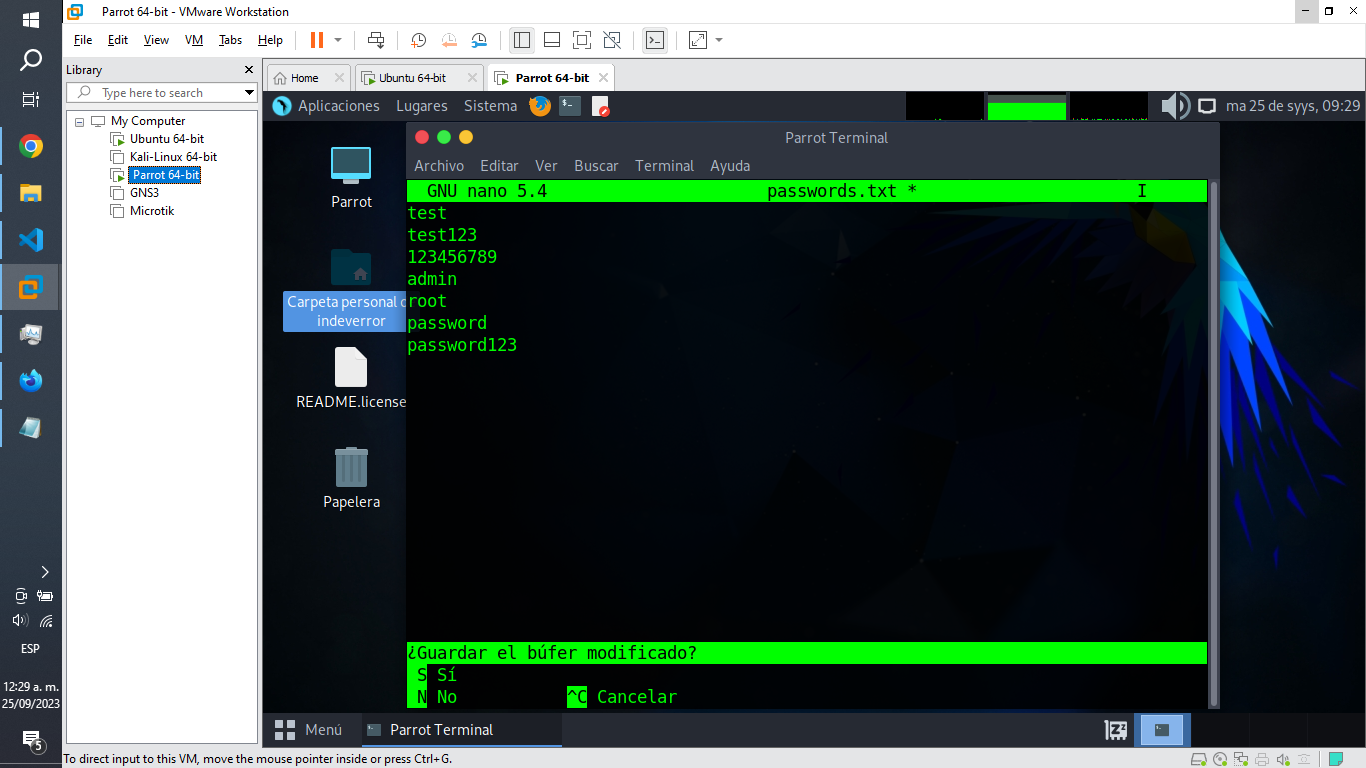 Parrot 64-bit - VMware Workstation
File Edit View VM Tabs Help
Library
Type here to search
My Computer
Ubuntu 64-bit
Kali-Linux 64-bit
Parrot 64-bit
GNS3
Microtik
Home
Ubuntu 64-bit
Parrot 64-bit
Aplicaciones Lugares Sistema
ma 25 de syys, 09:29
Parrot
Carpeta personal d
indeverror
README.license
Papelera
Parrot Terminal
Archivo Editar Ver Buscar Terminal Ayuda
GNU nano 5.4 passwords.txt *
test
test123
123456789
admin
root
password
password123
¿Guardar el búfer modificado?
S Sí
N No ^C Cancelar
Menú
Parrot Terminal
ESP
12:29 a. m.
25/09/2023
5
To direct input to this VM, move the mouse pointer inside or press Ctrl+G.